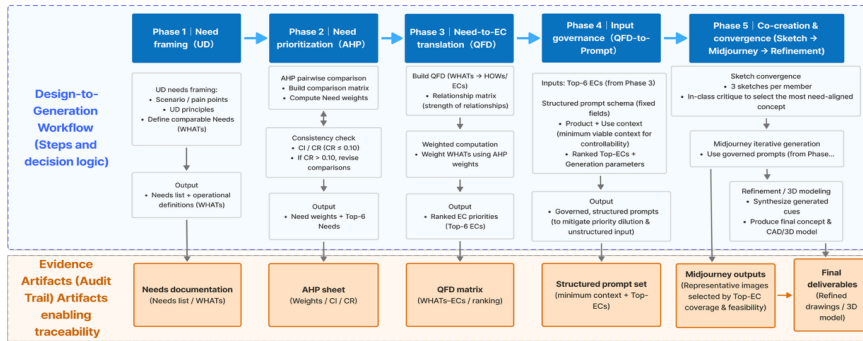 Phase 1｜Need
framing（UD）
Phase 2｜Need
prioritization（AHP）
Phase 3｜Need-to-EC
translation（QFD）
Phase 4｜Input
governance（QFD-to-
Prompt）
Phase 5｜Co-creation &
convergence (Sketch →
Midjourney → Refinement)
Design-to-
Generation
Workflow
(Steps and
decision logic)
UD needs framing:
• Scenario / pain points
• UD principles
• Define comparable Needs
(WHATs)
Output
• Needs list + operational
definitions (WHATs)
AHP pairwise comparison
• Build comparison matrix
• Compute Need weights
Consistency check
• CI / CR (CR ≤ 0.10)
• If CR > 0.10, revise
comparisons
Output
• Need weights + Top-6
Needs
Build QFD (WHATs → HOWs/
ECs)
• Relationship matrix
(strength of relationships)
Weighted computation
• Weight WHATs using AHP
weights
Output
• Ranked EC priorities
(Top-6 ECs)
Inputs: Top-6 ECs (from Phase 3)
Structured prompt schema (fixed
fields)
• Product + Use context
(minimum viable context for
controllability)
• Ranked Top-ECs +
Generation parameters
Output
• Governed, structured prompts
(to mitigate priority dilution &
unstructured input)
Sketch convergence
• 3 sketches per member
• In-class critique to select the most need-aligned
concept
Midjourney iterative generation
• Use governed prompts (from Phase...
Refinement / 3D modeling
• Synthesize generated
cues
• Produce final concept &
CAD/3D model
Evidence
Artifacts (Audit
Trail) Artifacts
enabling
traceability
Needs documentation
(Needs list / WHATs)
AHP sheet
(Weights / CI / CR)
QFD matrix
(WHATs–ECs / ranking)
Structured prompt set
(minimum context + Top-
ECs)
Midjourney outputs
(Representative images
selected by Top-EC
coverage & feasibility)
Final
deliverables
(Refined
drawings / 3D
model)